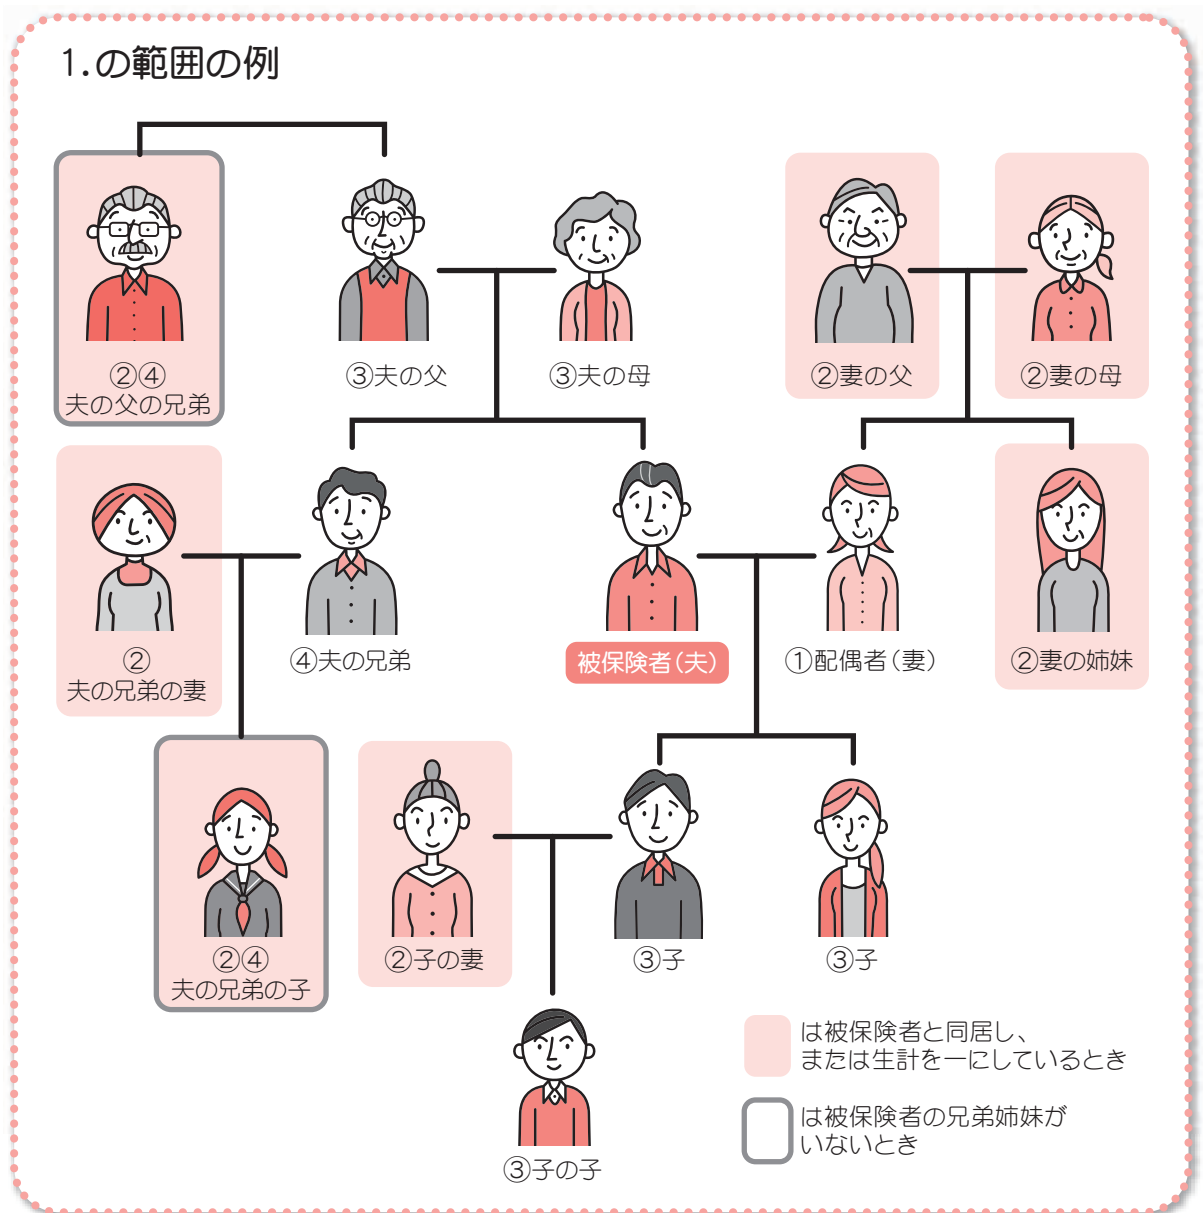 1.の範囲の例
②④
夫の父の兄弟
③夫の父
③夫の母
②妻の父
②妻の母
②
夫の兄弟の妻
④夫の兄弟
被保険者(夫)
①配偶者(妻)
②妻の姉妹
②④
夫の兄弟の子
②子の妻
③子
③子
③子の子
は被保険者と同居し、
または生計を一にしているとき
は被保険者の兄弟姉妹が
いないとき